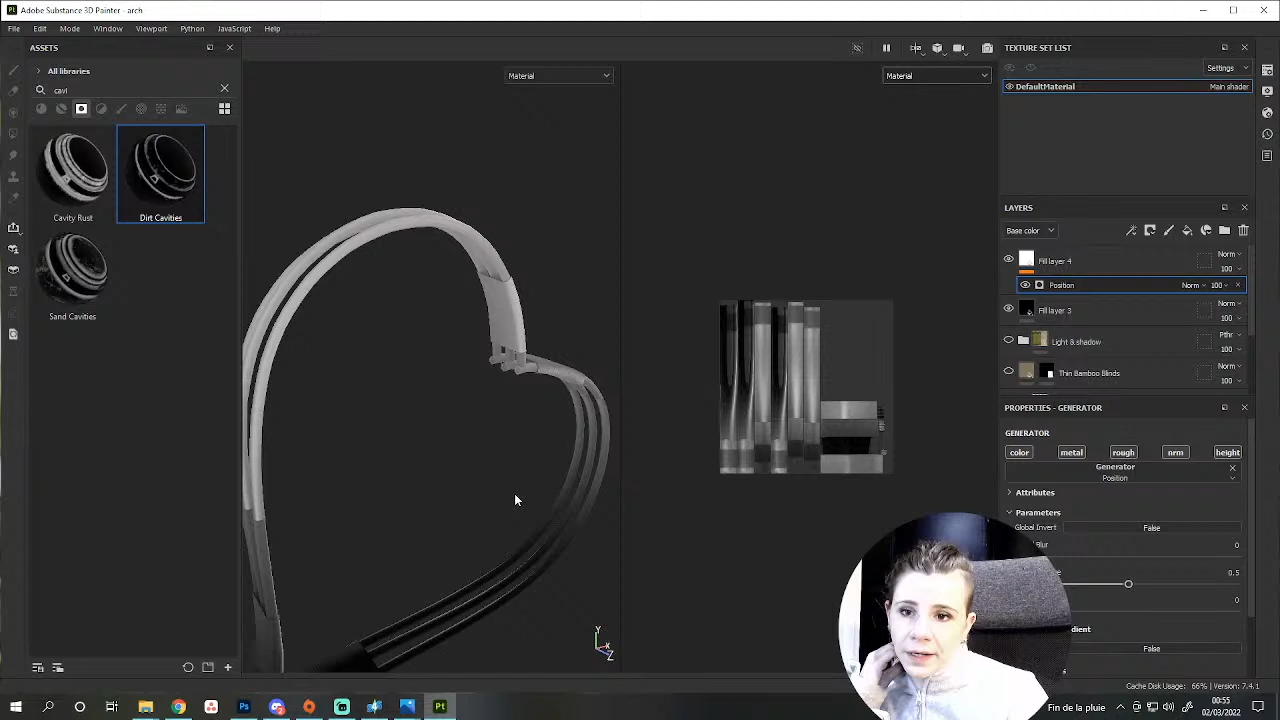 Adobe Substance 3D Painter - arch
File Edit Mode Window Viewport Python JavaScript Help
ASSETS
All libraries
cavi
Cavity Rust
Dirt Cavities
Sand Cavities
Material
Material
TEXTURE SET LIST
Settings
DefaultMaterial Main shader
LAYERS
Base color
Fill layer 4 Norm 100
Position Norm 100
Fill layer 3 Norm 100
Light & shadow Pthr 100
Thin Bamboo Blinds Norm 100
PROPERTIES - GENERATOR
GENERATOR
color metal rough nrm height
Generator
Position
Attributes
Parameters
Global Invert False
Blur 0
0.5
0
False
Y
X
Z
Cache Disk Usage: 66% | Version: 7.4.1
Fin de la pluie
00:55
02/03/2022